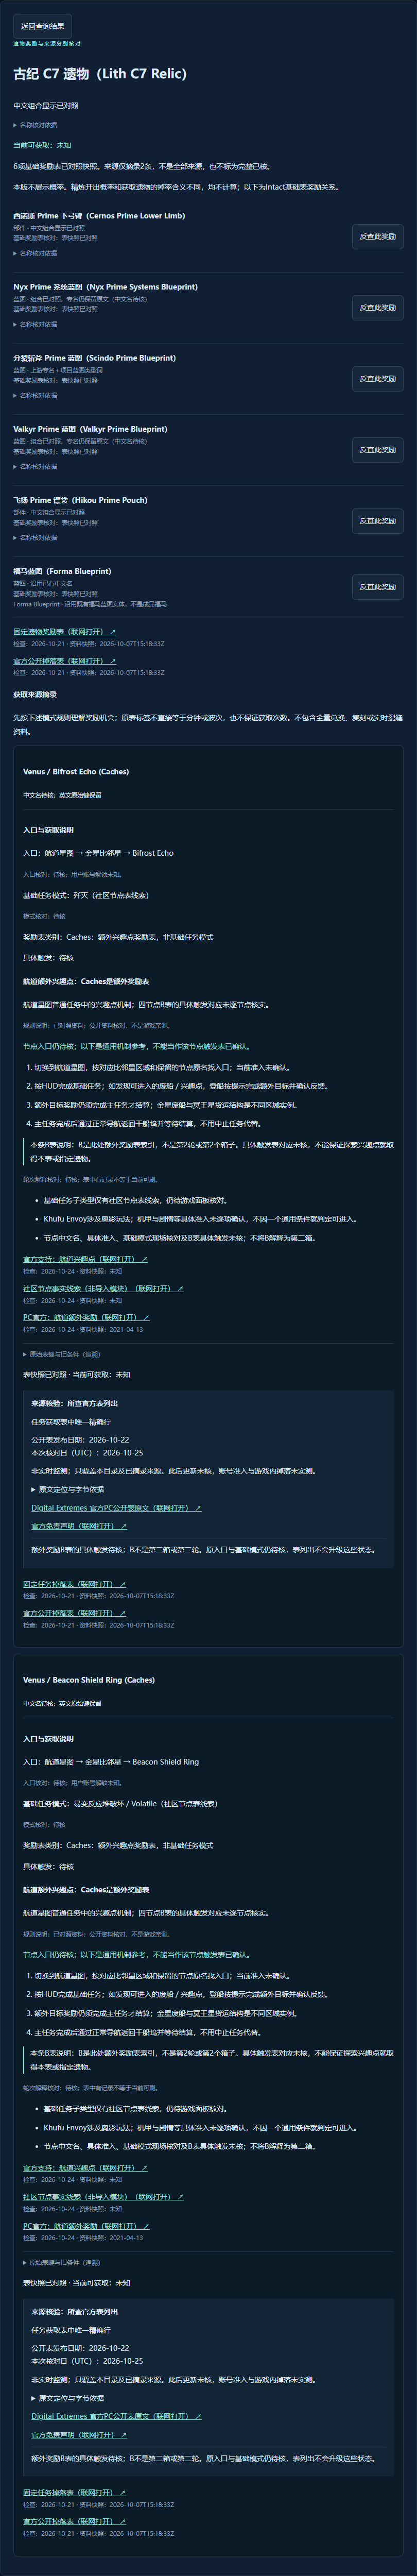 返回查询结果
遗物奖励与来源分别核对
古纪 C7 遗物（Lith C7 Relic）
中文组合显示已对照
▶ 名称核对依据
当前可获取：未知
6项基础奖励表已对照快照。来源仅摘录2条，不是全部来源，也不标为完整已核。
本版不展示概率。精炼开出概率和获取遗物的掉率含义不同，均不计算；以下为Intact基础表奖励关系。
西诺斯 Prime 下弓臂（Cernos Prime Lower Limb）
部件 · 中文组合显示已对照
基础奖励表核对：表快照已对照
▶ 名称核对依据
反查此奖励
Nyx Prime 系统蓝图（Nyx Prime Systems Blueprint）
蓝图 · 组合已对照，专名仍保留原文（中文名待核）
基础奖励表核对：表快照已对照
▶ 名称核对依据
反查此奖励
分裂斩斧 Prime 蓝图（Scindo Prime Blueprint）
蓝图 · 上游专名 + 项目蓝图类型词
基础奖励表核对：表快照已对照
▶ 名称核对依据
反查此奖励
Valkyr Prime 蓝图（Valkyr Prime Blueprint）
蓝图 · 组合已对照，专名仍保留原文（中文名待核）
基础奖励表核对：表快照已对照
▶ 名称核对依据
反查此奖励
飞扬 Prime 镖袋（Hikou Prime Pouch）
部件 · 中文组合显示已对照
基础奖励表核对：表快照已对照
▶ 名称核对依据
反查此奖励
福马蓝图（Forma Blueprint）
蓝图 · 沿用已有中文名
基础奖励表核对：表快照已对照
Forma Blueprint · 沿用既有福马蓝图实体，不是成品福马
反查此奖励
固定遗物奖励表（联网打开） ↗
检查：2026-10-21 · 资料快照：2026-10-07T15:18:33Z
官方公开掉落表（联网打开） ↗
检查：2026-10-21 · 资料快照：2026-10-07T15:18:33Z
获取来源摘录
先按下述模式规则理解奖励机会；原表标签不直接等于分钟或波次，也不保证获取次数。不包含全量兑换、复刻或实时裂缝
资料。
Venus / Bifrost Echo (Caches)
中文名待核；英文原始键保留
入口与获取说明
入口：航道星图 → 金星比邻星 → Bifrost Echo
入口核对：待核；用户账号解锁未知。
基础任务模式：歼灭（社区节点表线索）
模式核对：待核
奖励表类别：Caches：额外兴趣点奖励表，非基础任务模式
具体触发：待核
航道额外兴趣点：Caches是额外奖励表
航道星图普通任务中的兴趣点机制；四节点B表的具体触发对应未逐节点核实。
规则说明：已对照资料；公开资料核对，不是游戏亲测。
节点入口仍待核；以下是通用机制参考，不能当作该节点触发表已确认。
1. 切换到航道星图，按对应比邻星区域和保留的节点原名找入口；当前准入未确认。
2. 按HUD完成基础任务；如发现可进入的废船 / 兴趣点，登船按提示完成额外目标并确认反馈。
3. 额外目标奖励仍须完成主任务才结算；金星废船与冥王星货运结构是不同区域实例。
4. 主任务完成后通过正常导航返回干船坞并等待结算，不用中止任务代替。
本条B表说明：B是此处额外奖励表索引，不是第2轮或第2个箱子。具体触发表对应未核，不能保证探索兴趣点就取
得本表或指定遗物。
轮次解释核对：待核；表中有记录不等于当前可刷。
• 基础任务子类型仅有社区节点表线索，仍待游戏面板核对。
• Khufu Envoy涉及奥影玩法；机甲与剧情等具体准入未逐项确认，不因一个通用条件就判定可进入。
• 节点中文名、具体准入、基础模式现场核对及B表具体触发未核；不将B解释为第二箱。
官方支持：航道兴趣点（联网打开） ↗
检查：2026-10-24 · 资料快照：未知
社区节点事实线索（非导入模块）（联网打开） ↗
检查：2026-10-24 · 资料快照：未知
PC官方：航道额外奖励（联网打开） ↗
检查：2026-10-24 · 资料快照：2021-04-13
▶ 原始表键与旧条件（追溯）
表快照已对照 · 当前可获取：未知
来源核验：所查官方表列出
任务获取表中唯一精确行
公开表发布日期：2026-10-22
本次核对日（UTC）：2026-10-25
非实时监测；只覆盖本目录及已摘录来源。此后更新未核，账号准入与游戏内掉落未实测。
▶ 原文定位与字节依据
Digital Extremes 官方PC公开表原文（联网打开） ↗
官方免责声明（联网打开） ↗
额外奖励B表的具体触发待核；B不是第二箱或第二轮。原入口与基础模式仍待核，表列出不会升级这些状态。
固定任务掉落表（联网打开） ↗
检查：2026-10-21 · 资料快照：2026-10-07T15:18:33Z
官方公开掉落表（联网打开） ↗
检查：2026-10-21 · 资料快照：2026-10-07T15:18:33Z
Venus / Beacon Shield Ring (Caches)
中文名待核；英文原始键保留
入口与获取说明
入口：航道星图 → 金星比邻星 → Beacon Shield Ring
入口核对：待核；用户账号解锁未知。
基础任务模式：易变反应堆破坏 / Volatile（社区节点表线索）
模式核对：待核
奖励表类别：Caches：额外兴趣点奖励表，非基础任务模式
具体触发：待核
航道额外兴趣点：Caches是额外奖励表
航道星图普通任务中的兴趣点机制；四节点B表的具体触发对应未逐节点核实。
规则说明：已对照资料；公开资料核对，不是游戏亲测。
节点入口仍待核；以下是通用机制参考，不能当作该节点触发表已确认。
1. 切换到航道星图，按对应比邻星区域和保留的节点原名找入口；当前准入未确认。
2. 按HUD完成基础任务；如发现可进入的废船 / 兴趣点，登船按提示完成额外目标并确认反馈。
3. 额外目标奖励仍须完成主任务才结算；金星废船与冥王星货运结构是不同区域实例。
4. 主任务完成后通过正常导航返回干船坞并等待结算，不用中止任务代替。
本条B表说明：B是此处额外奖励表索引，不是第2轮或第2个箱子。具体触发表对应未核，不能保证探索兴趣点就取
得本表或指定遗物。
轮次解释核对：待核；表中有记录不等于当前可刷。
• 基础任务子类型仅有社区节点表线索，仍待游戏面板核对。
• Khufu Envoy涉及奥影玩法；机甲与剧情等具体准入未逐项确认，不因一个通用条件就判定可进入。
• 节点中文名、具体准入、基础模式现场核对及B表具体触发未核；不将B解释为第二箱。
官方支持：航道兴趣点（联网打开） ↗
检查：2026-10-24 · 资料快照：未知
社区节点事实线索（非导入模块）（联网打开） ↗
检查：2026-10-24 · 资料快照：未知
PC官方：航道额外奖励（联网打开） ↗
检查：2026-10-24 · 资料快照：2021-04-13
▶ 原始表键与旧条件（追溯）
表快照已对照 · 当前可获取：未知
来源核验：所查官方表列出
任务获取表中唯一精确行
公开表发布日期：2026-10-22
本次核对日（UTC）：2026-10-25
非实时监测；只覆盖本目录及已摘录来源。此后更新未核，账号准入与游戏内掉落未实测。
▶ 原文定位与字节依据
Digital Extremes 官方PC公开表原文（联网打开） ↗
官方免责声明（联网打开） ↗
额外奖励B表的具体触发待核；B不是第二箱或第二轮。原入口与基础模式仍待核，表列出不会升级这些状态。
固定任务掉落表（联网打开） ↗
检查：2026-10-21 · 资料快照：2026-10-07T15:18:33Z
官方公开掉落表（联网打开） ↗
检查：2026-10-21 · 资料快照：2026-10-07T15:18:33Z